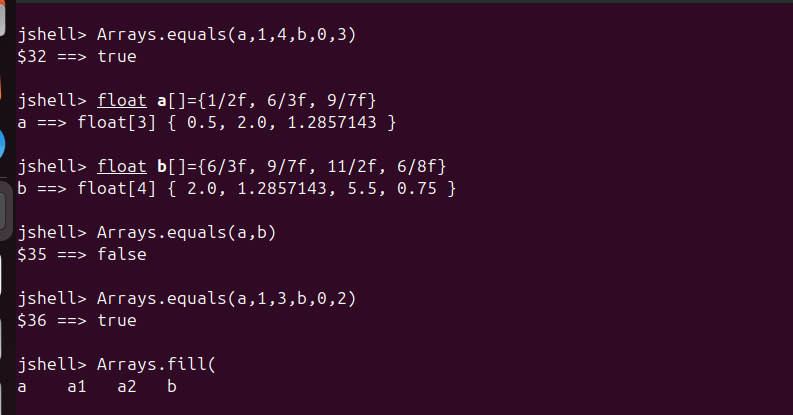 jshell> Arrays.equals(a,1,4,b,0,3)
$32 ==> true
jshell> float a[]={1/2f, 6/3f, 9/7f}
a ==> float[3] { 0.5, 2.0, 1.2857143 }
jshell> float b[]={6/3f, 9/7f, 11/2f, 6/8f}
b ==> float[4] { 2.0, 1.2857143, 5.5, 0.75 }
jshell> Arrays.equals(a,b)
$35 ==> false
jshell> Arrays.equals(a,1,3,b,0,2)
$36 ==> true
jshell> Arrays.fill(
a    a1   a2   b